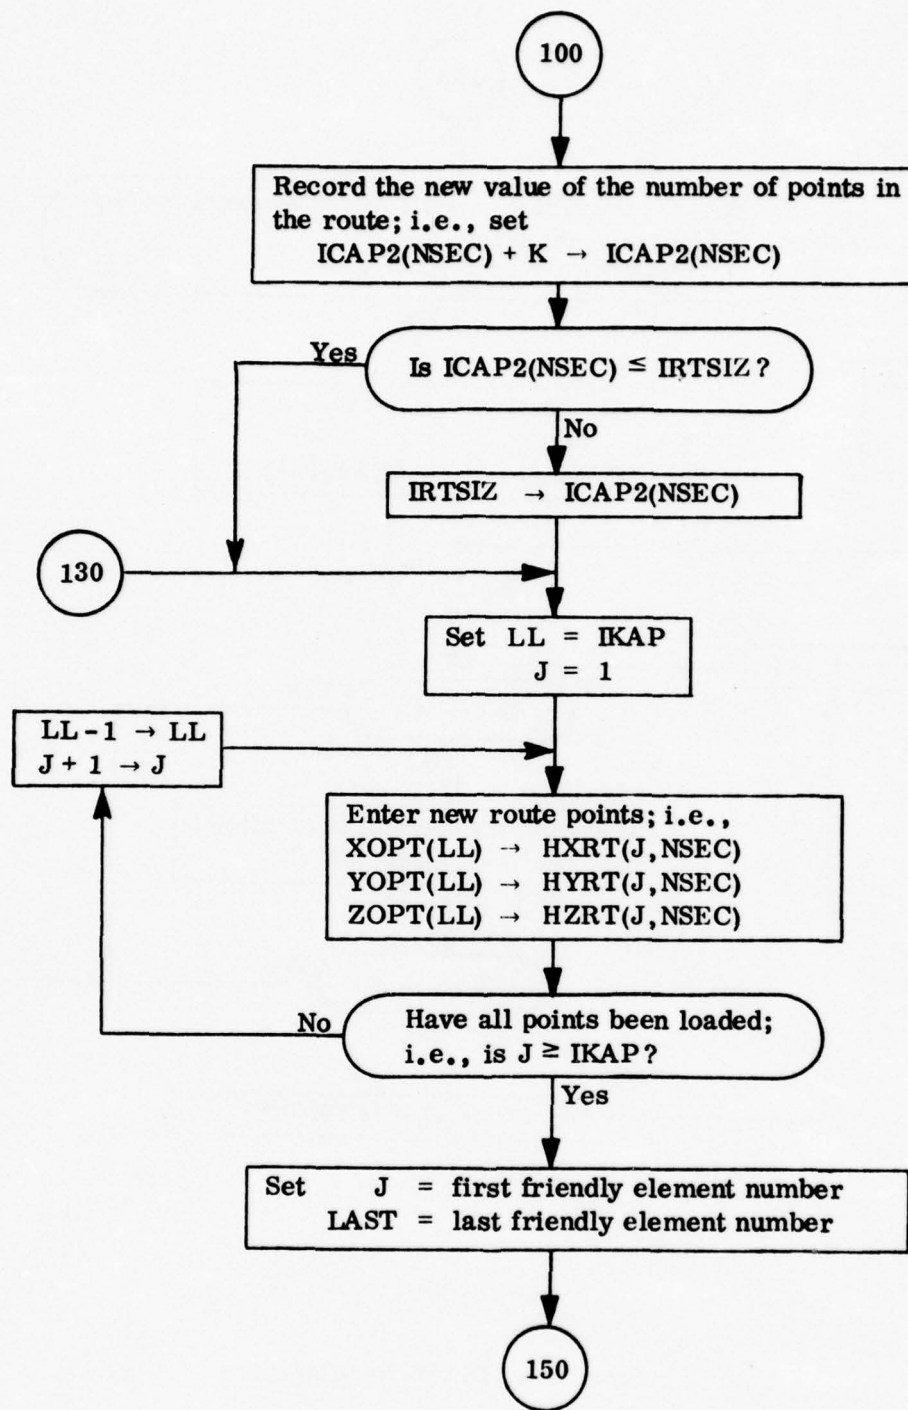 100
Record the new value of the number of points in
the route; i.e., set
ICAP2(NSEC) + K → ICAP2(NSEC)
Yes
Is ICAP2(NSEC) ≤ IRTSIZ?
No
IRTSIZ → ICAP2(NSEC)
130
Set LL = IKAP
J = 1
LL-1 → LL
J+1 → J
Enter new route points; i.e.,
XOPT(LL) → HXRT(J,NSEC)
YOPT(LL) → HYRT(J,NSEC)
ZOPT(LL) → HZRT(J,NSEC)
No
Have all points been loaded;
i.e., is J ≥ IKAP?
Yes
Set J = first friendly element number
LAST = last friendly element number
150